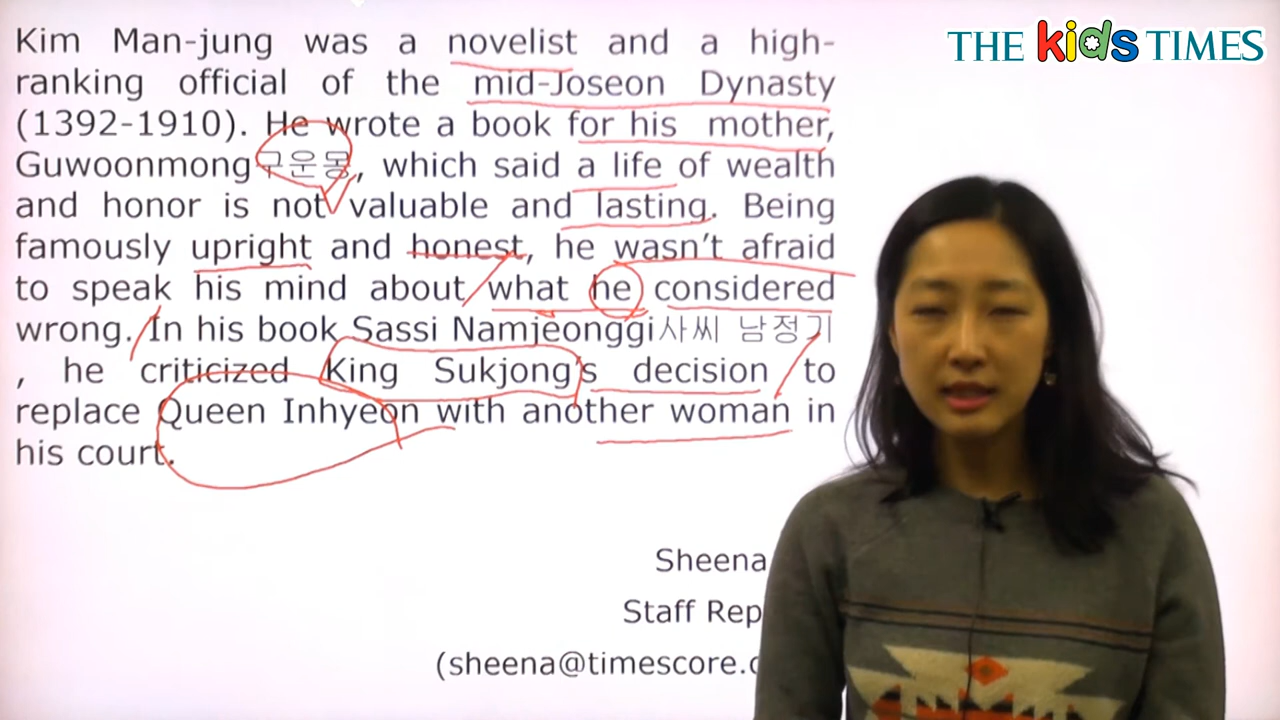 THE kids TIMES
Kim Man-jung was a novelist and a high-
ranking official of the mid-Joseon Dynasty
(1392-1910). He wrote a book for his mother,
Guwoonmong구운몽, which said a life of wealth
and honor is not valuable and lasting. Being
famously upright and honest, he wasn't afraid
to speak his mind about what he considered
wrong. In his book Sassi Namjeonggi사씨 남정기
, he criticized King Sukjong's decision to
replace Queen Inhyeon with another woman in
his court.
Sheena
Staff Rep
(sheena@timescore.c